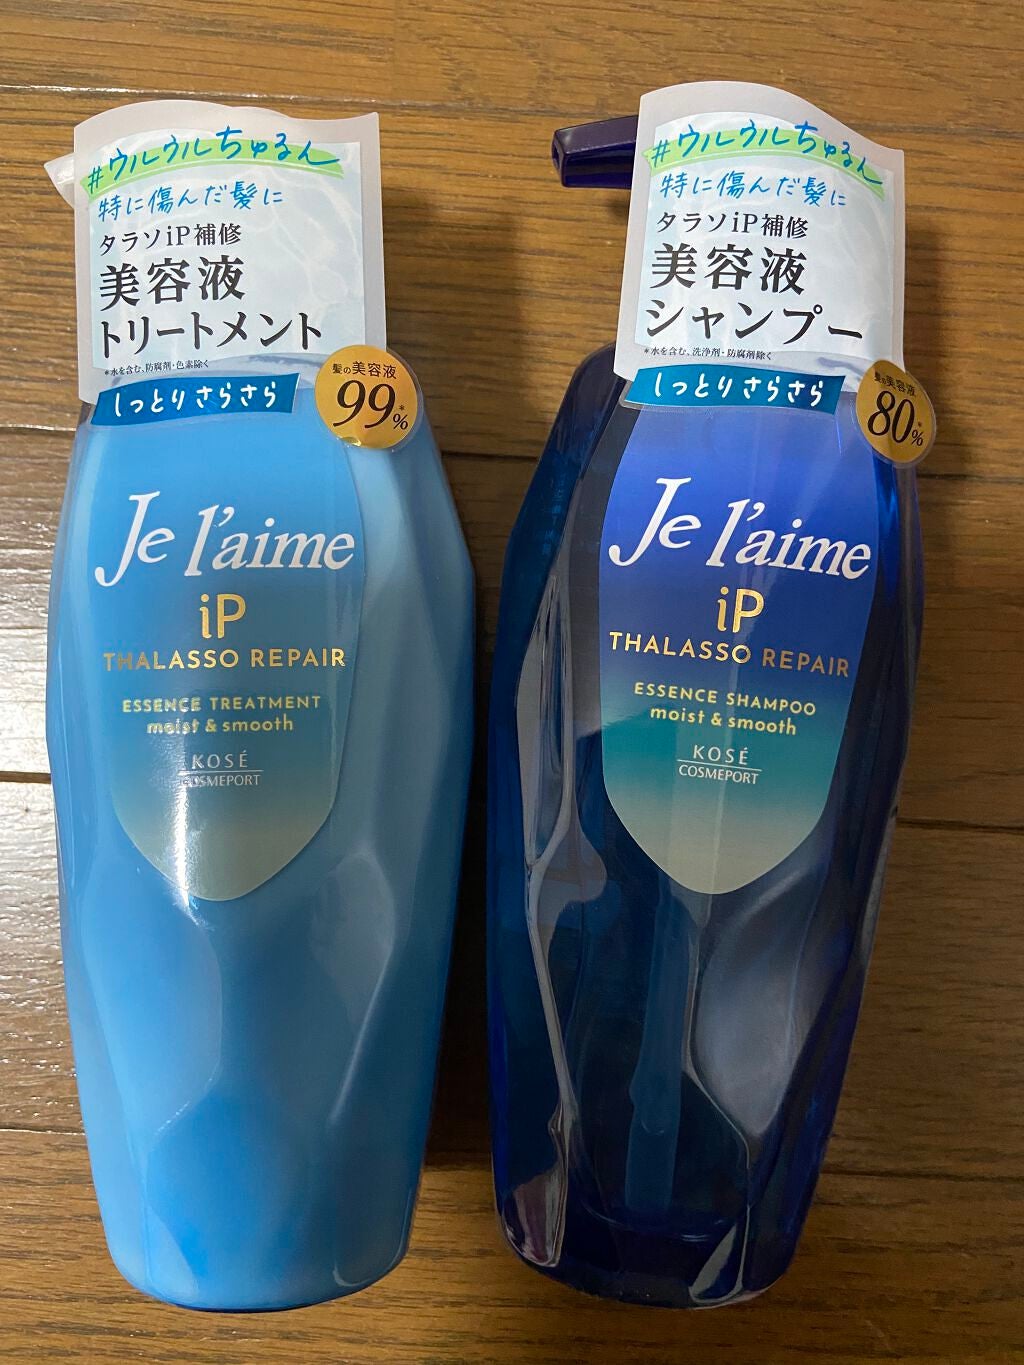 #ウルウルちゅるん
特に傷んだ髪に
タラソiP補修
美容液
トリートメント
*水を含む、防腐剤・色素除く
しっとりさらさら
髪の美容液
99%*
Je l'aime
iP
THALASSO REPAIR
ESSENCE TREATMENT
moist & smooth
KOSÉ
COSMEPORT
#ウルウルちゅるん
特に傷んだ髪に
タラソiP補修
美容液
シャンプー
*水を含む、洗浄剤・防腐剤除く
しっとりさらさら
髪の美容液
80%*
Je l'aime
iP
THALASSO REPAIR
ESSENCE SHAMPOO
moist & smooth
KOSÉ
COSMEPORT